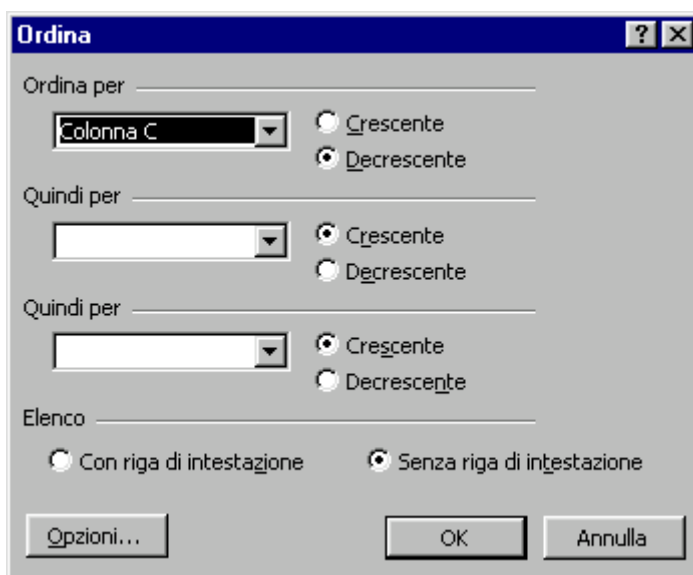 Ordina
Ordina per
Colonna C
Crescente
Decrescente
Quindi per
Crescente
Decrescente
Quindi per
Crescente
Decrescente
Elenco
Con riga di intestazione Senza riga di intestazione
Opzioni... OK Annulla